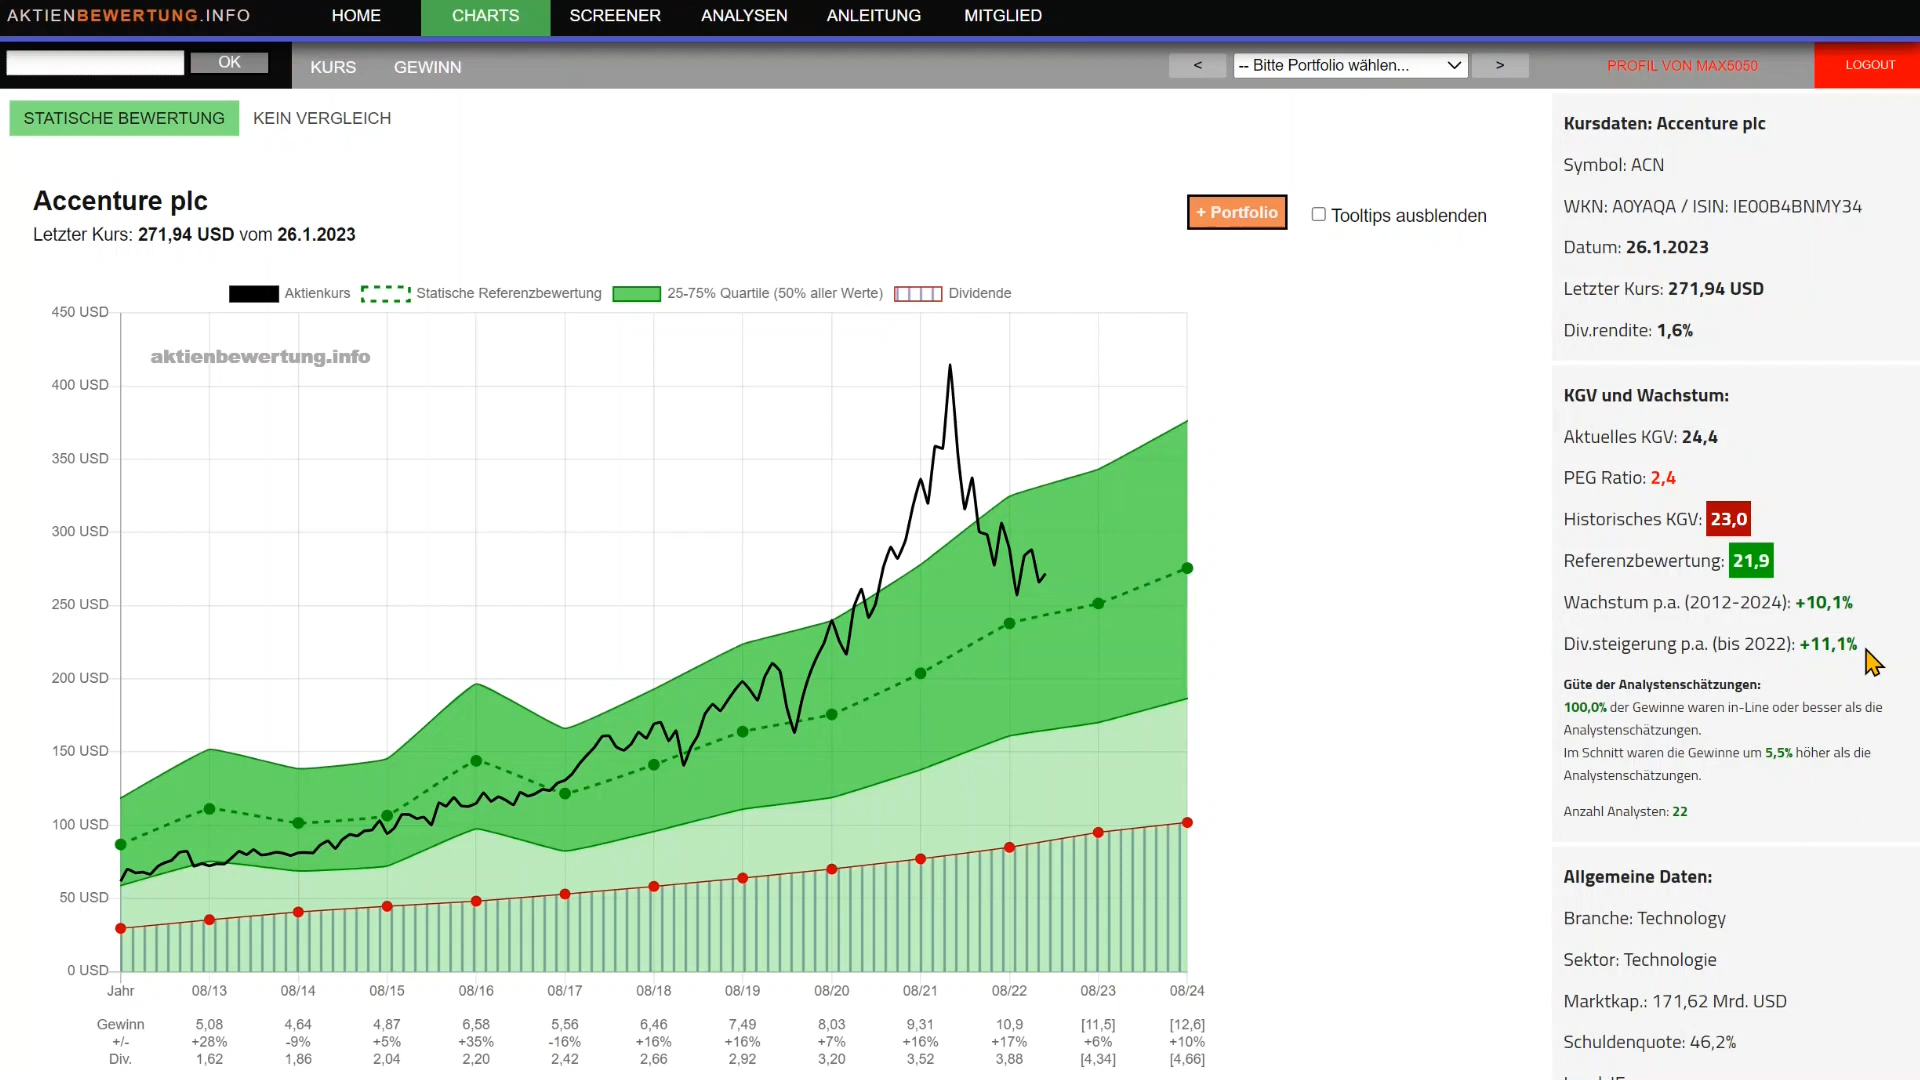 AKTIENBEWERTUNG.INFO
HOME CHARTS SCREENER ANALYSEN ANLEITUNG MITGLIED
OK KURS GEWINN < -- Bitte Portfolio wählen... > PROFIL VON MAX5050 LOGOUT
STATISCHE BEWERTUNG KEIN VERGLEICH
Accenture plc
Letzter Kurs: 271,94 USD vom 26.1.2023
+ Portfolio Tooltips ausblenden
Aktienkurs Statische Referenzbewertung 25-75% Quartile (50% aller Werte) Dividende
aktienbewertung.info
450 USD
400 USD
350 USD
300 USD
250 USD
200 USD
150 USD
100 USD
50 USD
0 USD
Jahr 08/13 08/14 08/15 08/16 08/17 08/18 08/19 08/20 08/21 08/22 08/23 08/24
Gewinn 5,08 4,64 4,87 6,58 5,56 6,46 7,49 8,03 9,31 10,9 [11,5] [12,6]
+/- +28% -9% +5% +35% -16% +16% +16% +7% +16% +17% +6% +10%
Div. 1,62 1,86 2,04 2,20 2,42 2,66 2,92 3,20 3,52 3,88 [4,34] [4,66]
Kursdaten: Accenture plc
Symbol: ACN
WKN: A0YAQA / ISIN: IE00B4BNMY34
Datum: 26.1.2023
Letzter Kurs: 271,94 USD
Div.rendite: 1,6%
KGV und Wachstum:
Aktuelles KGV: 24,4
PEG Ratio: 2,4
Historisches KGV: 23,0
Referenzbewertung: 21,9
Wachstum p.a. (2012-2024): +10,1%
Div.steigerung p.a. (bis 2022): +11,1%
Güte der Analystenschätzungen:
100,0% der Gewinne waren in-Line oder besser als die
Analystenschätzungen.
Im Schnitt waren die Gewinne um 5,5% höher als die
Analystenschätzungen.
Anzahl Analysten: 22
Allgemeine Daten:
Branche: Technology
Sektor: Technologie
Marktkap.: 171,62 Mrd. USD
Schuldenquote: 46,2%